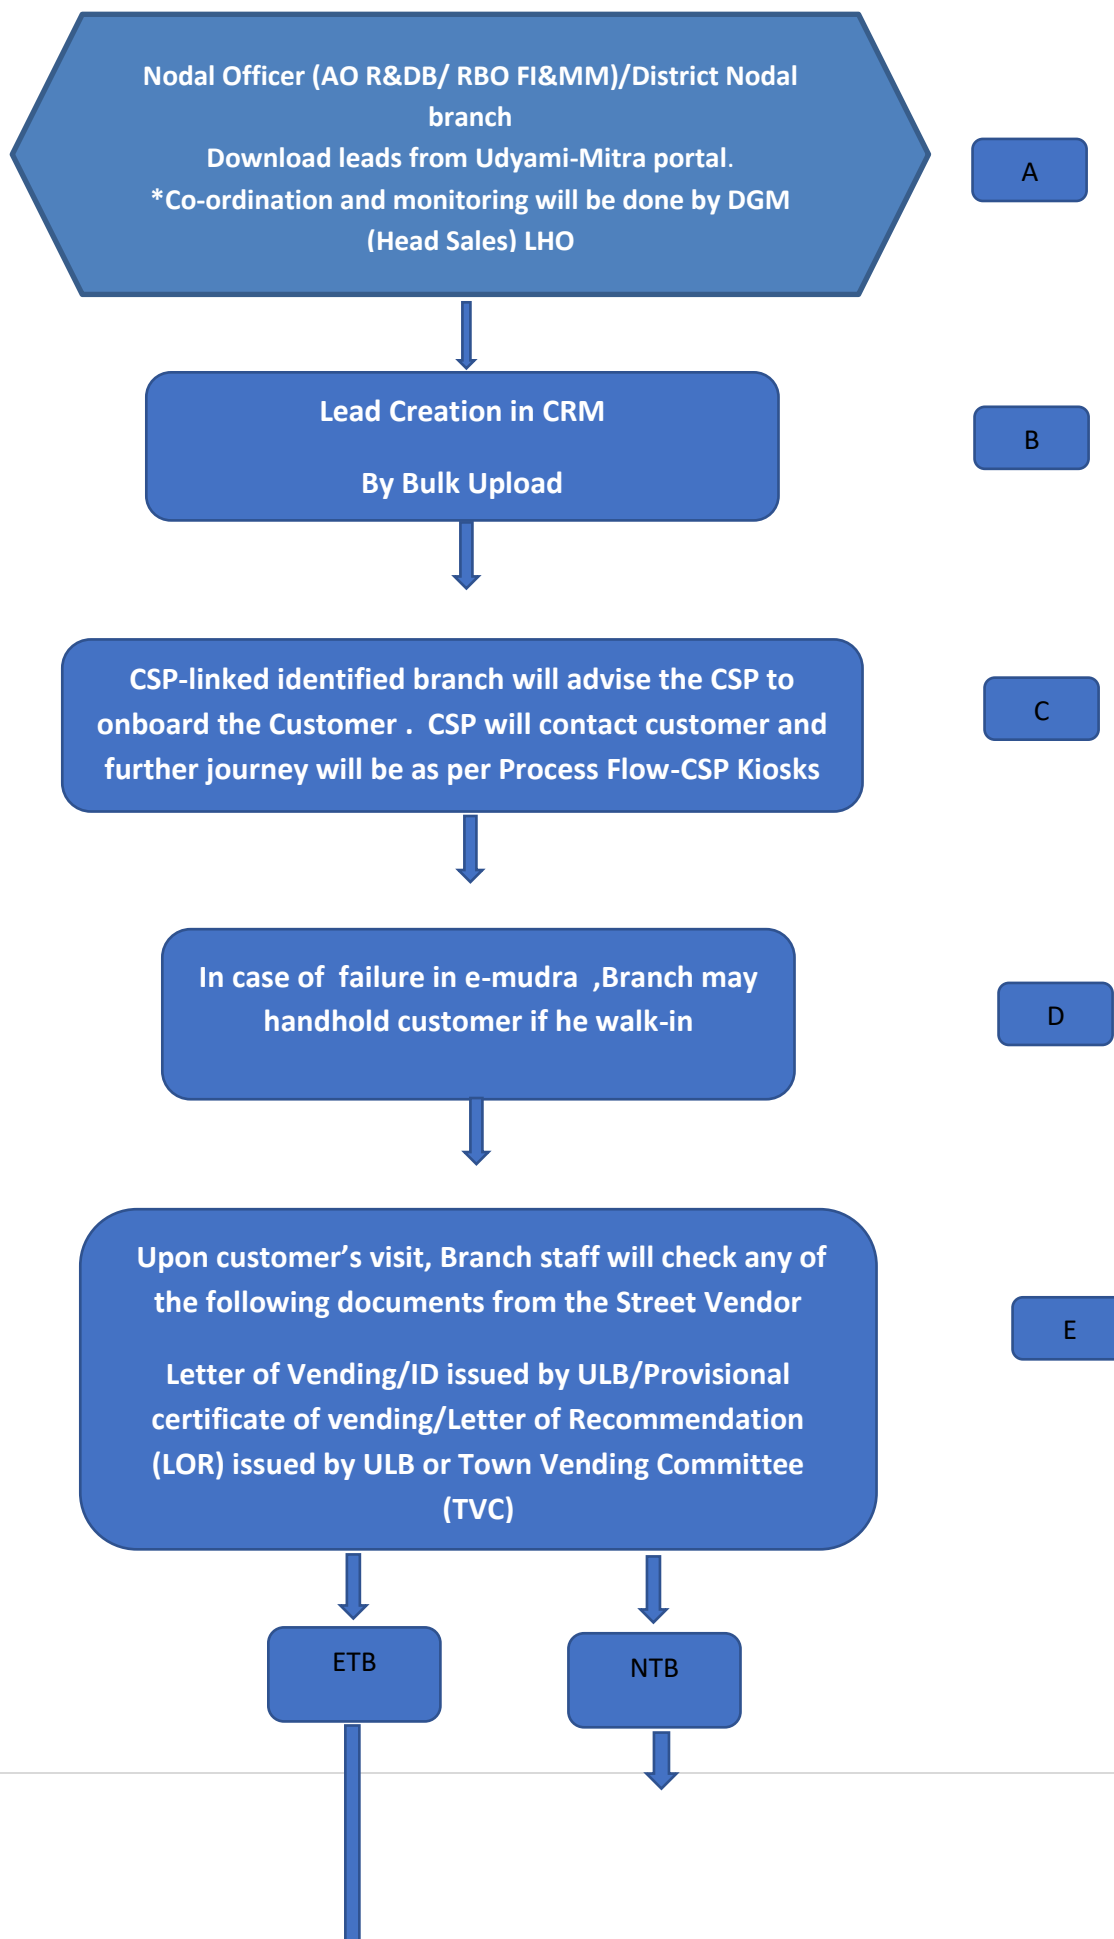 Nodal Officer (AO R&DB/ RBO FI&MM)/District Nodal
branch
Download leads from Udyami-Mitra portal.
*Co-ordination and monitoring will be done by DGM
(Head Sales) LHO
A
Lead Creation in CRM
By Bulk Upload
B
CSP-linked identified branch will advise the CSP to
onboard the Customer .  CSP will contact customer and
further journey will be as per Process Flow-CSP Kiosks
C
In case of  failure in e-mudra  ,Branch may
handhold customer if he walk-in
D
Upon customer’s visit, Branch staff will check any of
the following documents from the Street Vendor
Letter of Vending/ID issued by ULB/Provisional
certificate of vending/Letter of Recommendation
(LOR) issued by ULB or Town Vending Committee
(TVC)
E
ETB
NTB